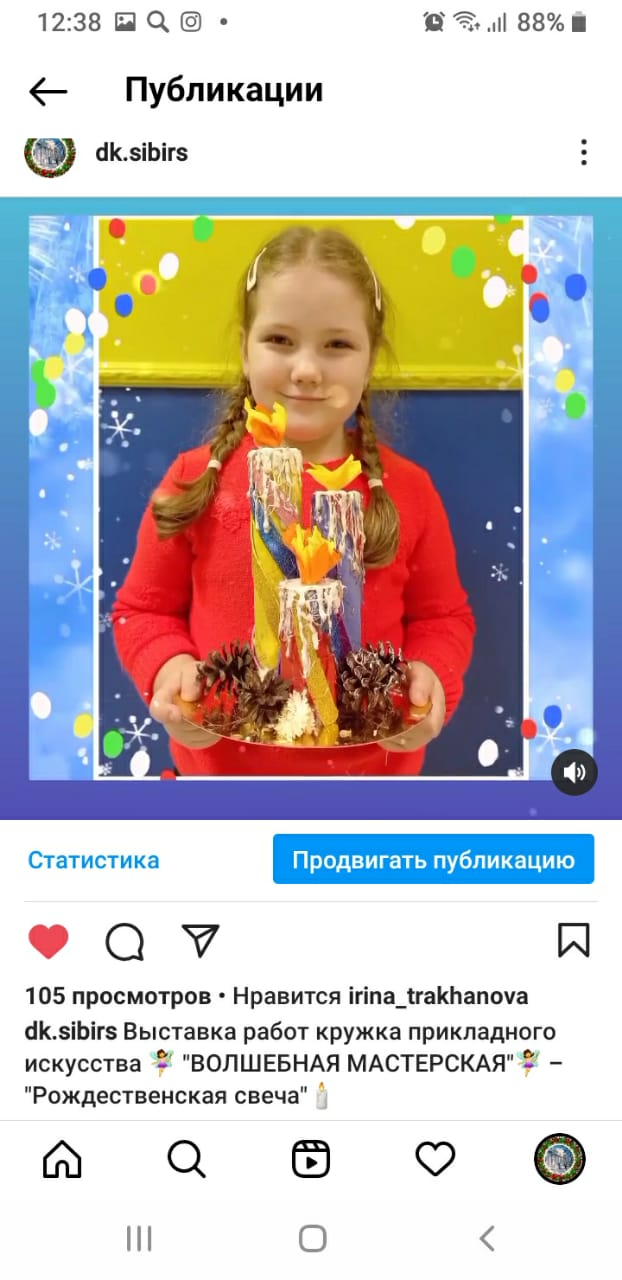 12:38
88%
Публикации
dk.sibirs
Статистика
Продвигать публикацию
105 просмотров • Нравится irina_trakhanova
dk.sibirs Выставка работ кружка прикладного
искусства 🧚‍♀️ "ВОЛШЕБНАЯ МАСТЕРСКАЯ"🧚‍♀️ –
"Рождественская свеча"🕯️